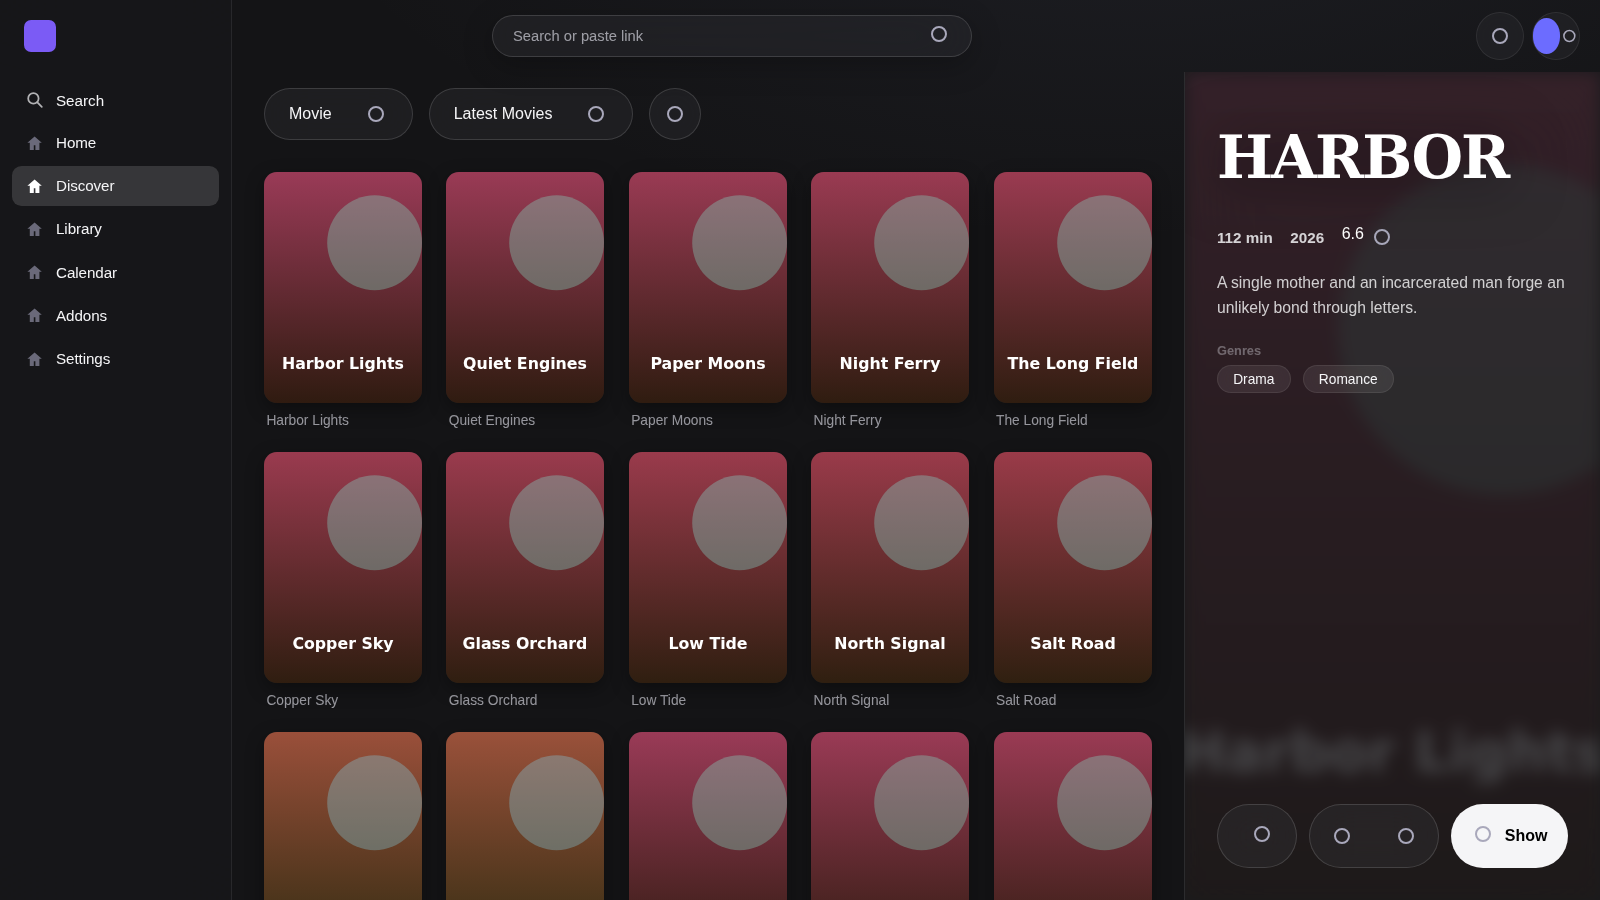 Search or paste link
Search
Home
Discover
Library
Calendar
Addons
Settings
Movie
Latest Movies
Harbor Lights
Quiet Engines
Paper Moons
Night Ferry
The Long Field
Harbor Lights
Quiet Engines
Paper Moons
Night Ferry
The Long Field
Copper Sky
Glass Orchard
Low Tide
North Signal
Salt Road
Copper Sky
Glass Orchard
Low Tide
North Signal
Salt Road
HARBOR
112 min 2026 6.6
A single mother and an incarcerated man forge an
unlikely bond through letters.
Genres
Drama Romance
Harbor Lights
Show